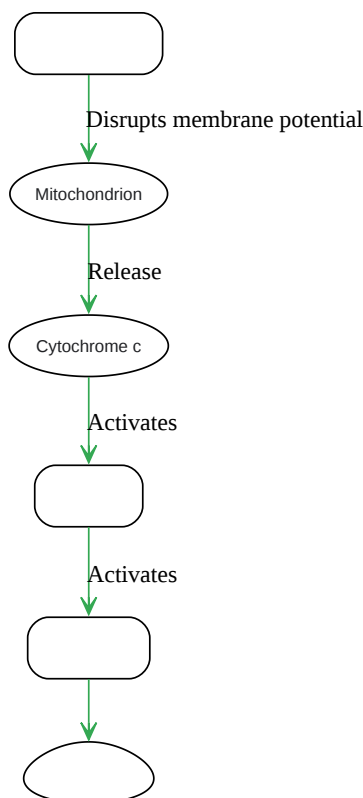 Disrupts membrane potential
Mitochondrion
Release
Cytochrome c
Activates
Activates